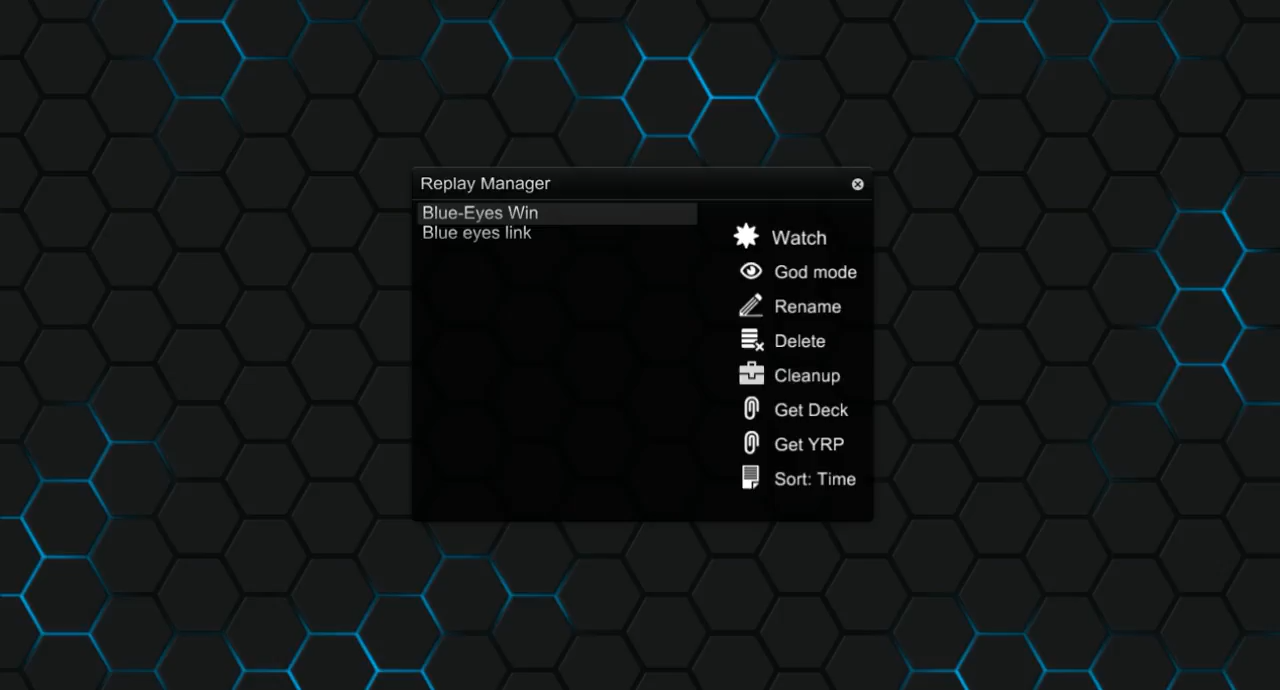 Replay Manager
Blue-Eyes Win
Blue eyes link
Watch
God mode
Rename
Delete
Cleanup
Get Deck
Get YRP
Sort: Time